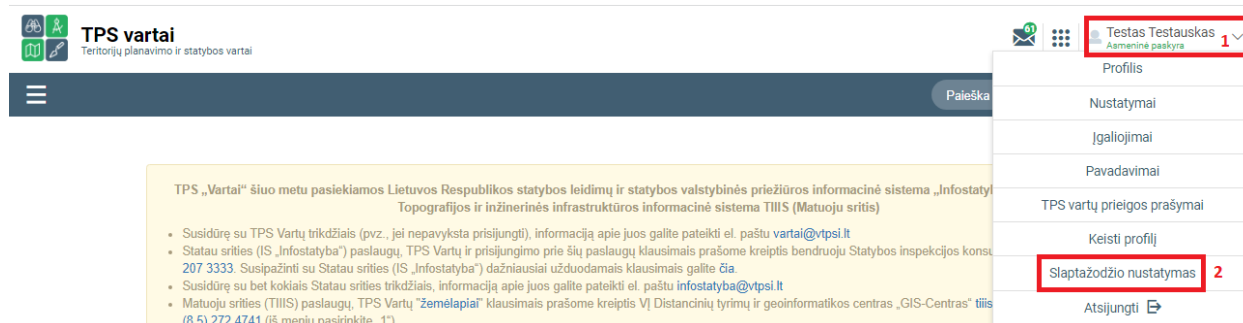 TPS vartai
Teritorijų planavimo ir statybos vartai
61
Testas Testauskas
1
Asmeninė paskyra
Profilis
Paieška
Nustatymai
Įgaliojimai
Pavadavimai
TPS vartų prieigos prašymai
Keisti profilį
Slaptažodžio nustatymas
2
Atsijungti
TPS „Vartai“ šiuo metu pasiekiamos Lietuvos Respublikos statybos leidimų ir statybos valstybinės priežiūros informacinė sistema „Infostatyb
Topografijos ir inžinerinės infrastruktūros informacinė sistema TIIIS (Matuoju sritis)
• Susidūrę su TPS Vartų trikdžiais (pvz., jei nepavyksta prisijungti), informaciją apie juos galite pateikti el. paštu vartai@vtpsi.lt
• Statau srities (IS „Infostatyba“) paslaugų, TPS Vartų ir prisijungimo prie šių paslaugų klausimais prašome kreiptis bendruoju Statybos inspekcijos konsu
207 3333. Susipažinti su Statau srities (IS „Infostatyba“) dažniausiai užduodamais klausimais galite čia.
• Susidūrę su bet kokiais Statau srities trikdžiais, informaciją apie juos galite pateikti el. paštu infostatyba@vtpsi.lt
• Matuoju srities (TIIIS) paslaugų, TPS Vartų "žemėlapiai" klausimais prašome kreiptis VĮ Distancinių tyrimų ir geoinformatikos centras „GIS-Centras“ tiiis
(8 5) 272 4741 (iš meniu pasirinkite „1“)